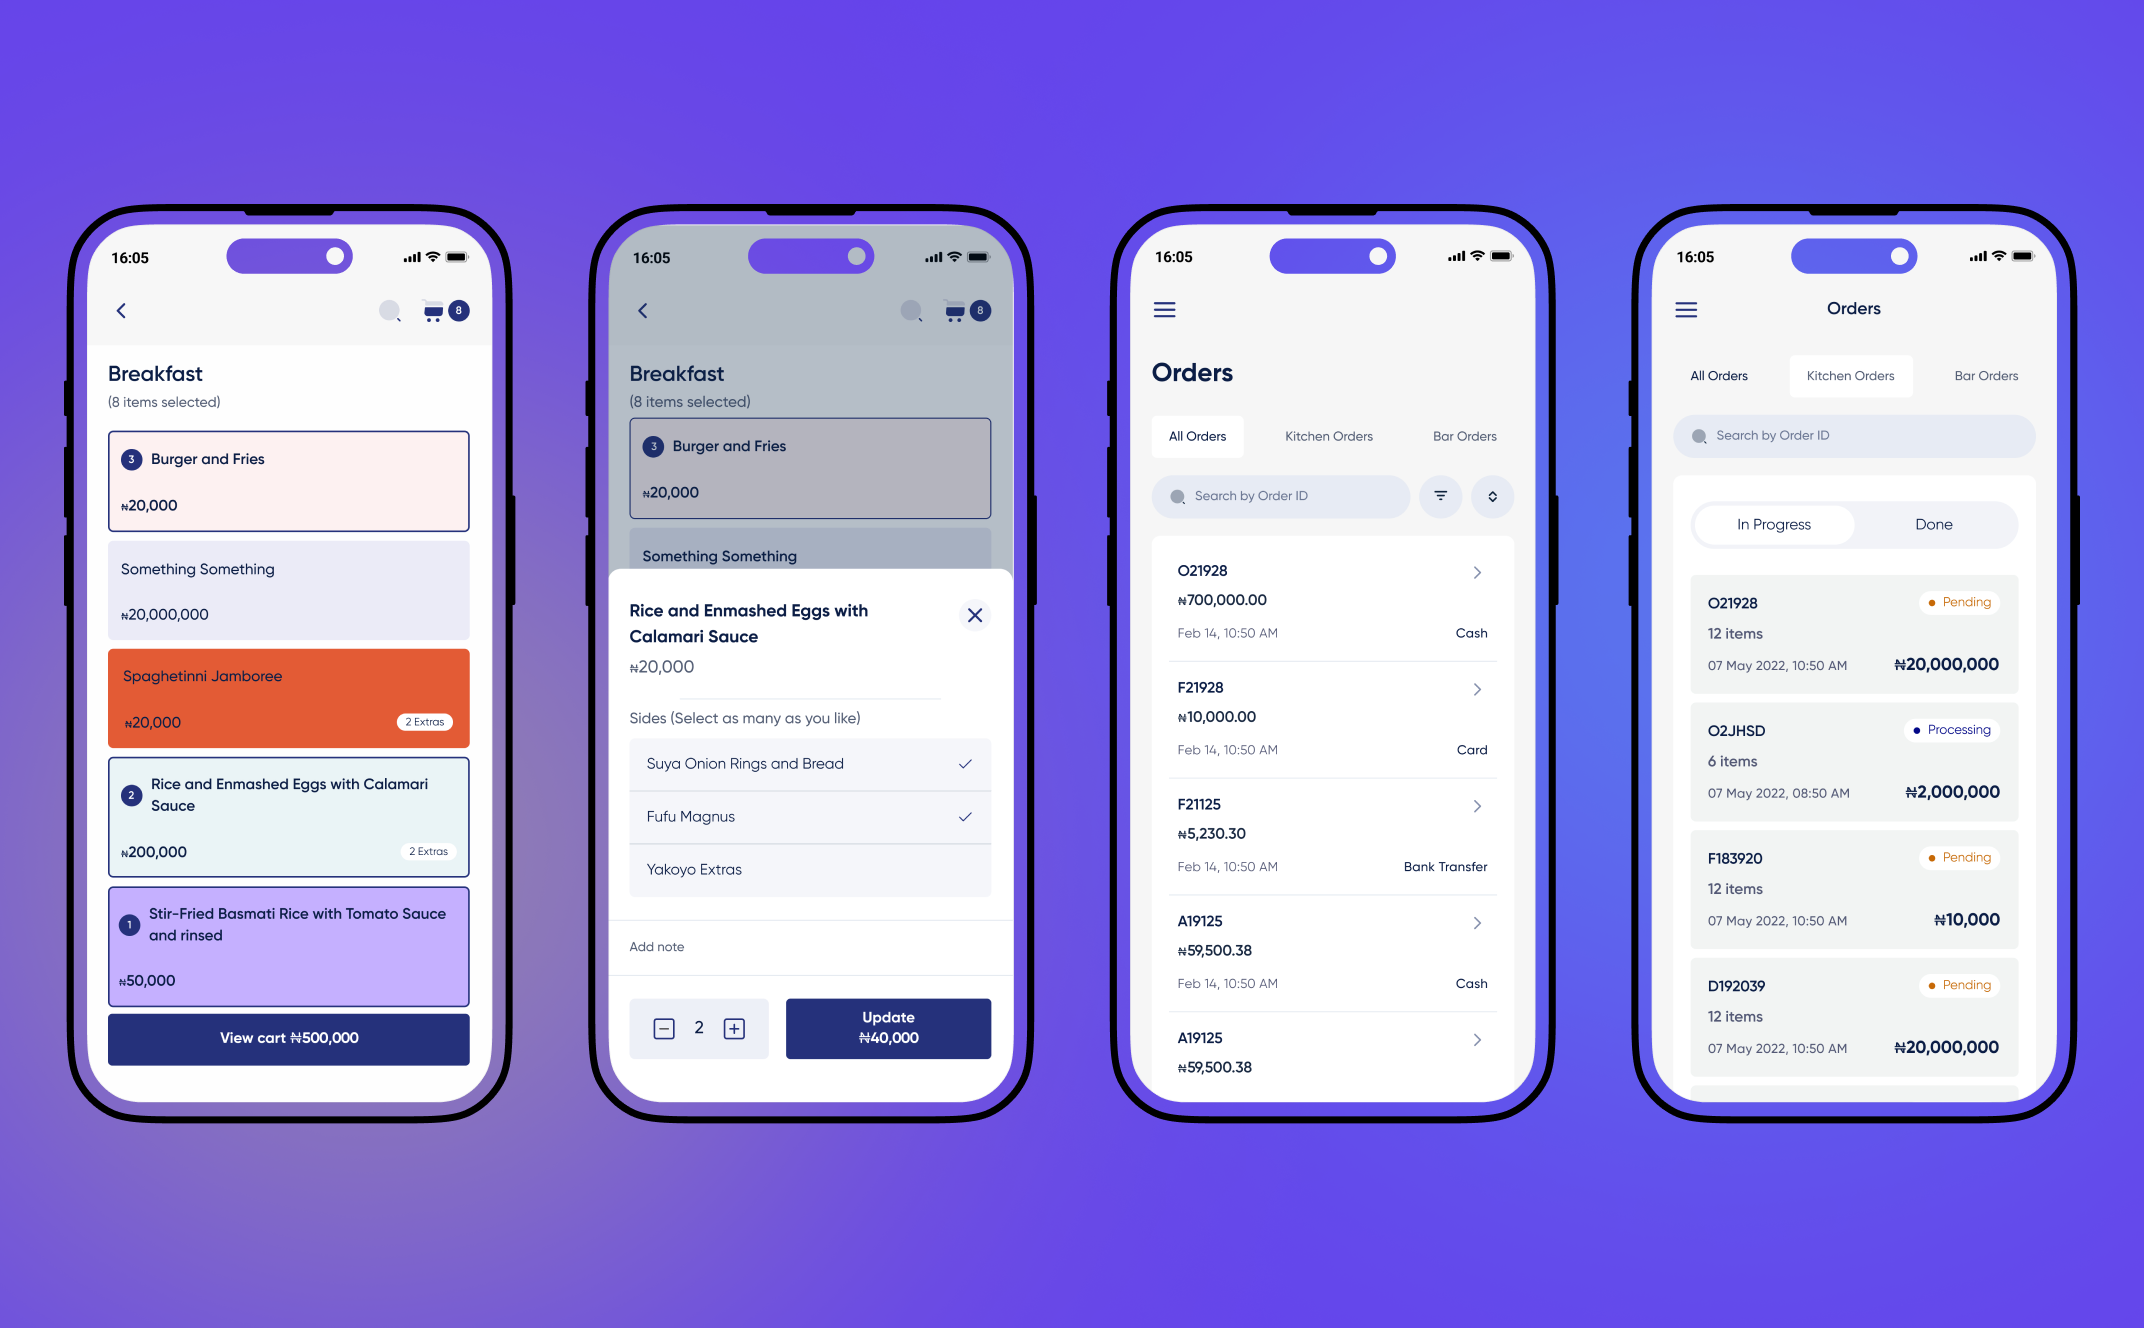 16:05
8
Breakfast
(8 items selected)
3 Burger and Fries
₦20,000
Something Something
₦20,000,000
Spaghetinni Jamboree
₦20,000
2 Extras
2 Rice and Enmashed Eggs with Calamari
Sauce
₦200,000
2 Extras
1 Stir-Fried Basmati Rice with Tomato Sauce
and rinsed
₦50,000
View cart ₦500,000
16:05
8
Breakfast
(8 items selected)
3 Burger and Fries
₦20,000
Something Something
Rice and Enmashed Eggs with
Calamari Sauce
₦20,000
Sides (Select as many as you like)
Suya Onion Rings and Bread
Fufu Magnus
Yakoyo Extras
Add note
2
Update
₦40,000
16:05
Orders
All Orders Kitchen Orders Bar Orders
Search by Order ID
O21928
₦700,000.00
Feb 14, 10:50 AM Cash
F21928
₦10,000.00
Feb 14, 10:50 AM Card
F21125
₦5,230.30
Feb 14, 10:50 AM Bank Transfer
A19125
₦59,500.38
Feb 14, 10:50 AM Cash
A19125
₦59,500.38
16:05
Orders
All Orders Kitchen Orders Bar Orders
Search by Order ID
In Progress Done
O21928 Pending
12 items
07 May 2022, 10:50 AM ₦20,000,000
O2JHSD Processing
6 items
07 May 2022, 08:50 AM ₦2,000,000
F183920 Pending
12 items
07 May 2022, 10:50 AM ₦10,000
D192039 Pending
12 items
07 May 2022, 10:50 AM ₦20,000,000